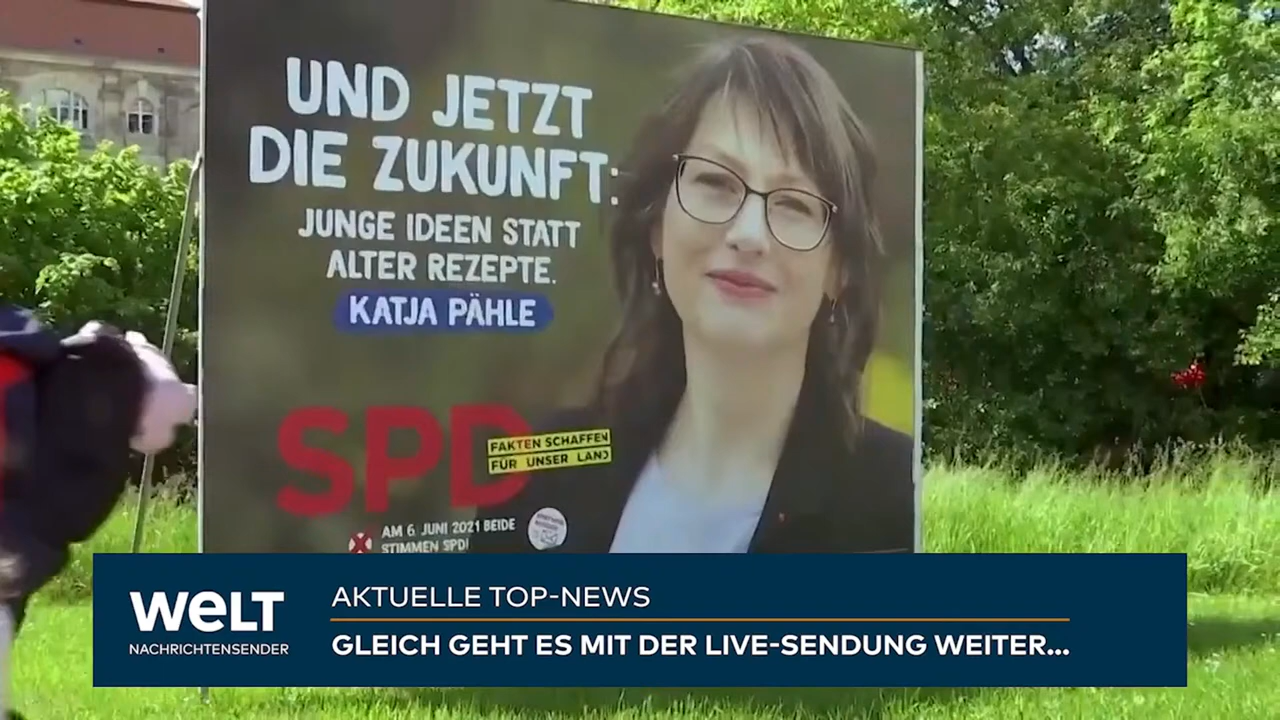 UND JETZT
DIE ZUKUNFT:
JUNGE IDEEN STATT
ALTER REZEPTE.
KATJA PÄHLE
SPD
FAKTEN SCHAFFEN
FÜR UNSER LAND
AM 6. JUNI 2021 BEIDE
STIMMEN SPD!
WELT
NACHRICHTENSENDER
AKTUELLE TOP-NEWS
GLEICH GEHT ES MIT DER LIVE-SENDUNG WEITER...